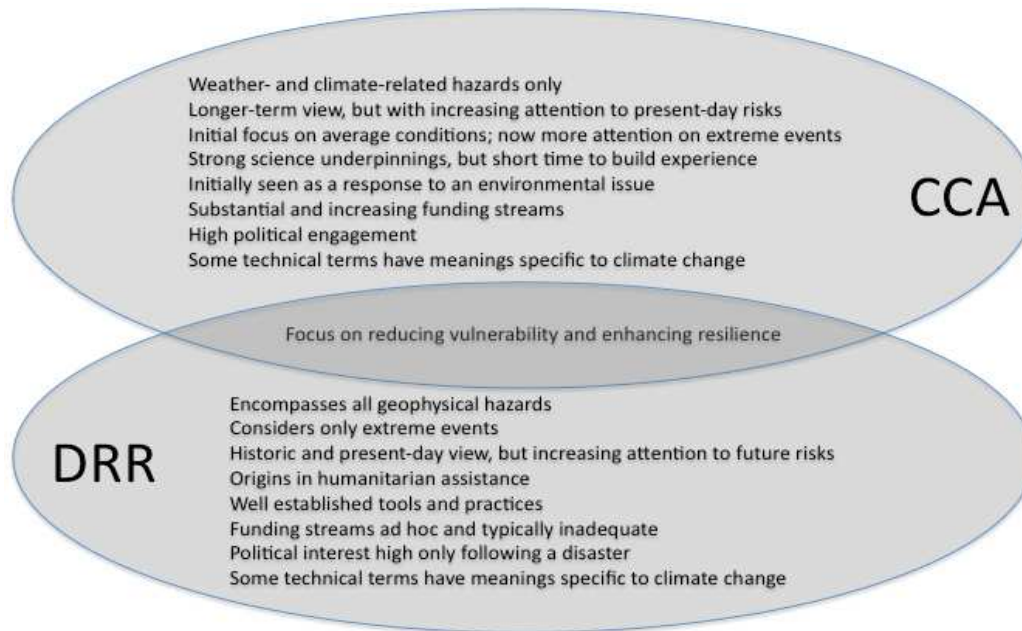 Weather- and climate-related hazards only
Longer-term view, but with increasing attention to present-day risks
Initial focus on average conditions; now more attention on extreme events
Strong science underpinnings, but short time to build experience
Initially seen as a response to an environmental issue
Substantial and increasing funding streams
High political engagement
Some technical terms have meanings specific to climate change
CCA
Focus on reducing vulnerability and enhancing resilience
DRR
Encompasses all geophysical hazards
Considers only extreme events
Historic and present-day view, but increasing attention to future risks
Origins in humanitarian assistance
Well established tools and practices
Funding streams ad hoc and typically inadequate
Political interest high only following a disaster
Some technical terms have meanings specific to climate change